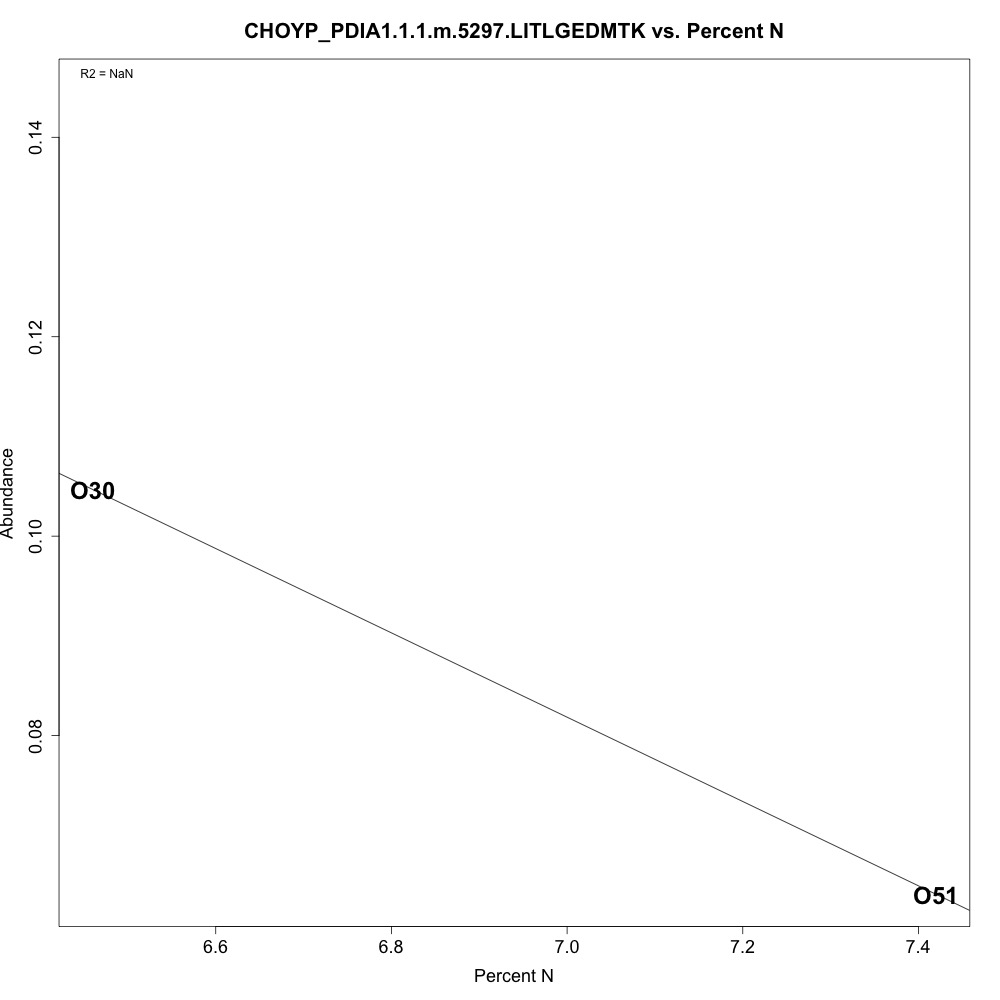 CHOYP_PDIA1.1.1.m.5297.LITLGEDMTK vs. Percent N
R2 = NaN
0.14
0.12
0.10
0.08
Abundance
O30
O51
6.6 6.8 7.0 7.2 7.4
Percent N